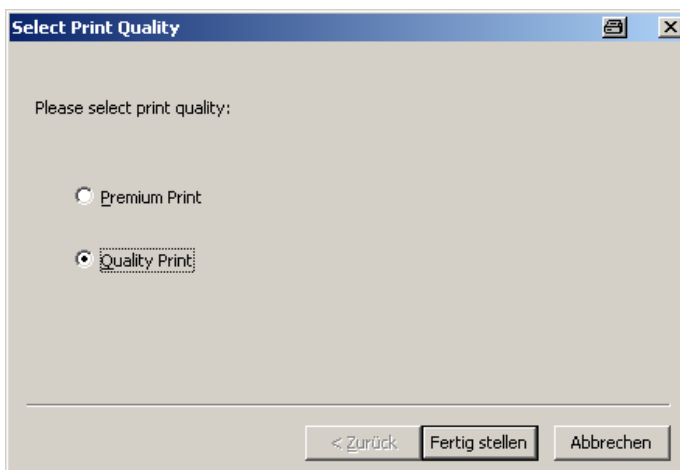 Select Print Quality
Please select print quality:
Premium Print
Quality Print
< Zurück Fertig stellen Abbrechen